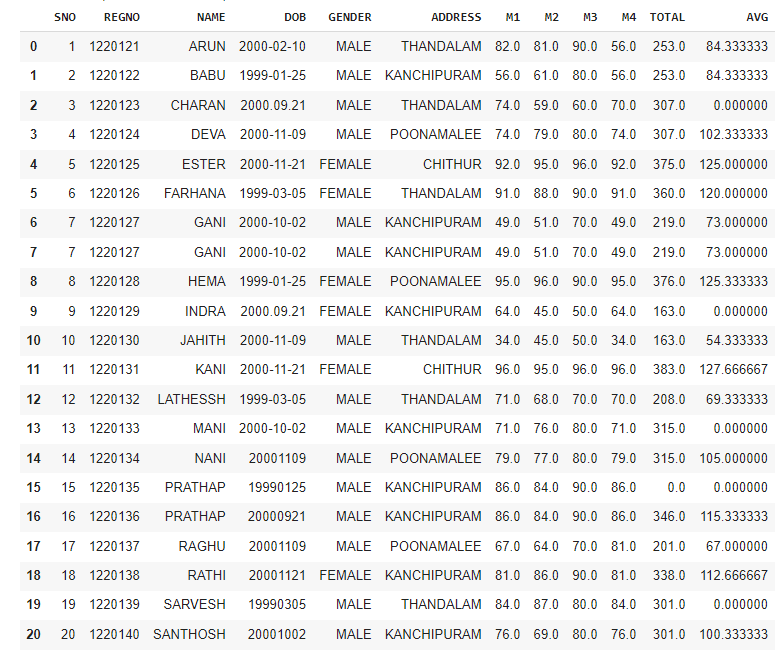 SNO REGNO NAME DOB GENDER ADDRESS M1 M2 M3 M4 TOTAL AVG
0 1 1220121 ARUN 2000-02-10 MALE THANDALAM 82.0 81.0 90.0 56.0 253.0 84.333333
1 2 1220122 BABU 1999-01-25 MALE KANCHIPURAM 56.0 61.0 80.0 56.0 253.0 84.333333
2 3 1220123 CHARAN 2000.09.21 MALE THANDALAM 74.0 59.0 60.0 70.0 307.0 0.000000
3 4 1220124 DEVA 2000-11-09 MALE POONAMALEE 74.0 79.0 80.0 74.0 307.0 102.333333
4 5 1220125 ESTER 2000-11-21 FEMALE CHITHUR 92.0 95.0 96.0 92.0 375.0 125.000000
5 6 1220126 FARHANA 1999-03-05 FEMALE THANDALAM 91.0 88.0 90.0 91.0 360.0 120.000000
6 7 1220127 GANI 2000-10-02 MALE KANCHIPURAM 49.0 51.0 70.0 49.0 219.0 73.000000
7 7 1220127 GANI 2000-10-02 MALE KANCHIPURAM 49.0 51.0 70.0 49.0 219.0 73.000000
8 8 1220128 HEMA 1999-01-25 FEMALE POONAMALEE 95.0 96.0 90.0 95.0 376.0 125.333333
9 9 1220129 INDRA 2000.09.21 FEMALE KANCHIPURAM 64.0 45.0 50.0 64.0 163.0 0.000000
10 10 1220130 JAHITH 2000-11-09 MALE THANDALAM 34.0 45.0 50.0 34.0 163.0 54.333333
11 11 1220131 KANI 2000-11-21 FEMALE CHITHUR 96.0 95.0 96.0 96.0 383.0 127.666667
12 12 1220132 LATHESSH 1999-03-05 MALE THANDALAM 71.0 68.0 70.0 70.0 208.0 69.333333
13 13 1220133 MANI 2000-10-02 MALE KANCHIPURAM 71.0 76.0 80.0 71.0 315.0 0.000000
14 14 1220134 NANI 20001109 MALE POONAMALEE 79.0 77.0 80.0 79.0 315.0 105.000000
15 15 1220135 PRATHAP 19990125 MALE KANCHIPURAM 86.0 84.0 90.0 86.0 0.0 0.000000
16 16 1220136 PRATHAP 20000921 MALE KANCHIPURAM 86.0 84.0 90.0 86.0 346.0 115.333333
17 17 1220137 RAGHU 20001109 MALE POONAMALEE 67.0 64.0 70.0 81.0 201.0 67.000000
18 18 1220138 RATHI 20001121 FEMALE KANCHIPURAM 81.0 86.0 90.0 81.0 338.0 112.666667
19 19 1220139 SARVESH 19990305 MALE THANDALAM 84.0 87.0 80.0 84.0 301.0 0.000000
20 20 1220140 SANTHOSH 20001002 MALE KANCHIPURAM 76.0 69.0 80.0 76.0 301.0 100.333333